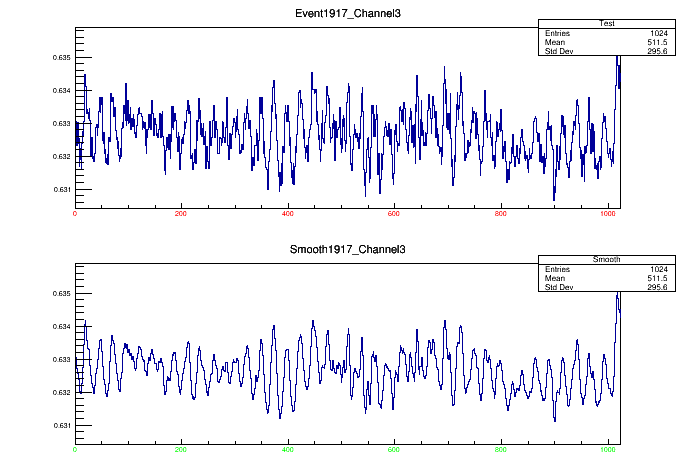 Event1917_Channel3
Test
Entries 1024
Mean 511.5
Std Dev 295.6
0.635
0.634
0.633
0.632
0.631
0 200 400 600 800 1000
Smooth1917_Channel3
Smooth
Entries 1024
Mean 511.5
Std Dev 295.6
0.635
0.634
0.633
0.632
0.631
0 200 400 600 800 1000